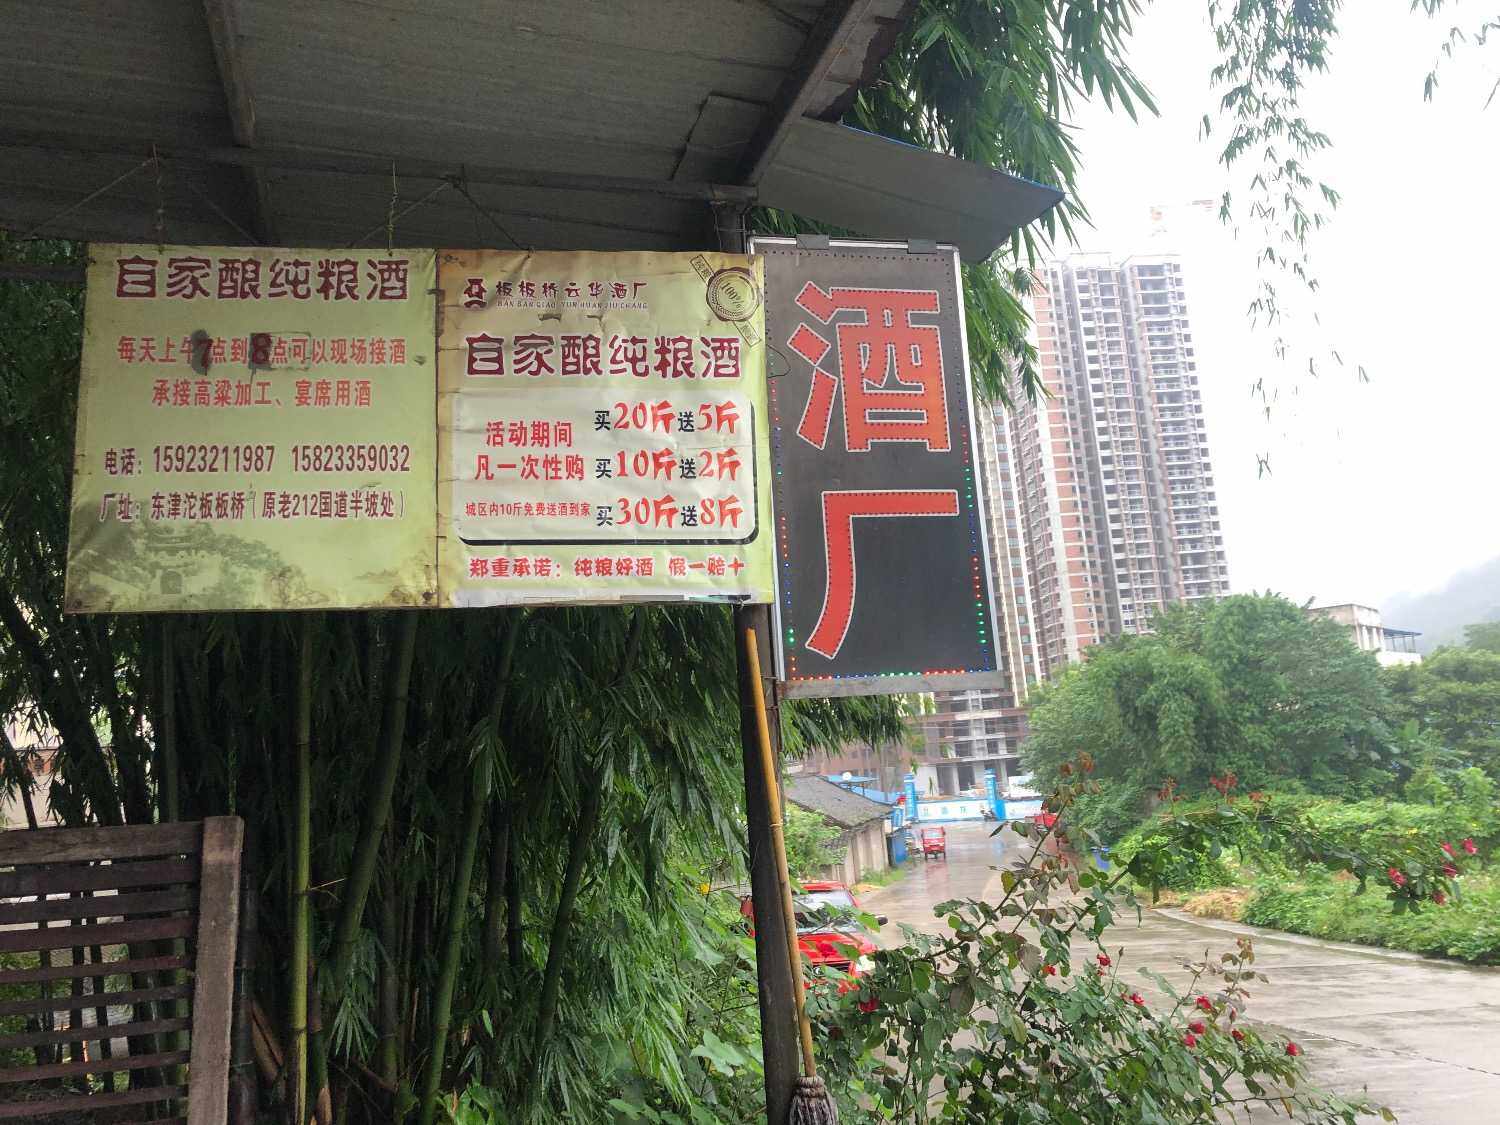 自家酿纯粮酒
每天上午7点到8点可以现场接酒
承接高粱加工、宴席用酒
电话：15923211987 15823359032
厂址：东津沱板板桥（原老212国道半坡处）
板板桥云华酒厂
BAN BAN QIAO YUN HUAN JIU CHANG
100%
自家酿纯粮酒
活动期间
凡一次性购
城区内10斤免费送酒到家
买20斤送5斤
买10斤送2斤
买30斤送8斤
郑重承诺：纯粮好酒 假一赔十
酒厂